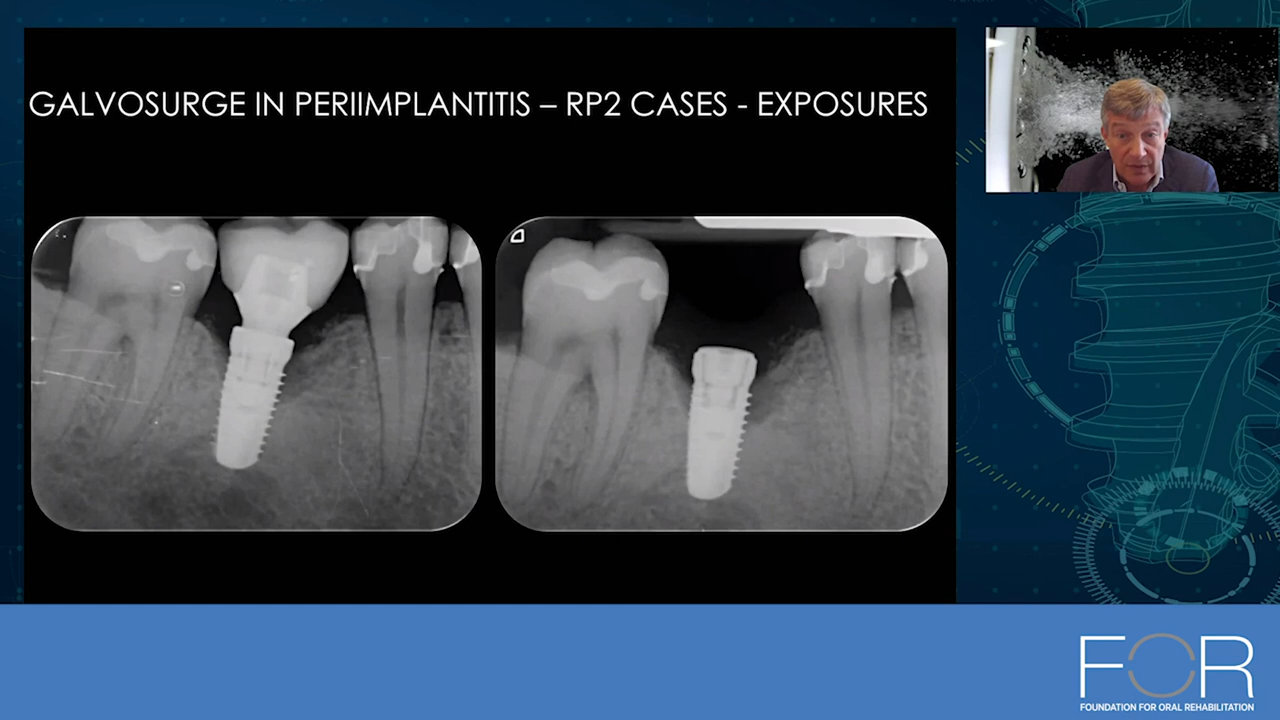 GALVOSURGE IN PERIIMPLANTITIS – RP2 CASES - EXPOSURES
FOR
FOUNDATION FOR ORAL REHABILITATION